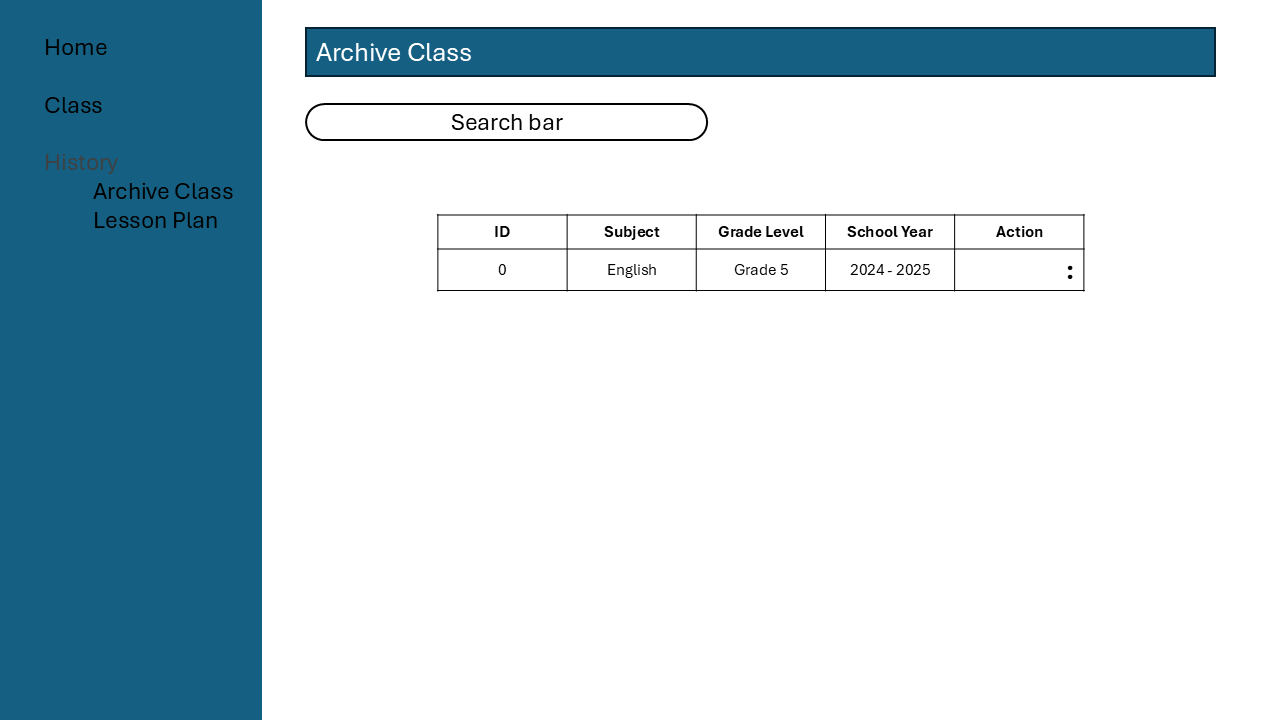 Home
Class
History
Archive Class
Lesson Plan
Archive Class
Search bar
ID Subject Grade Level School Year Action
0 English Grade 5 2024 - 2025 :